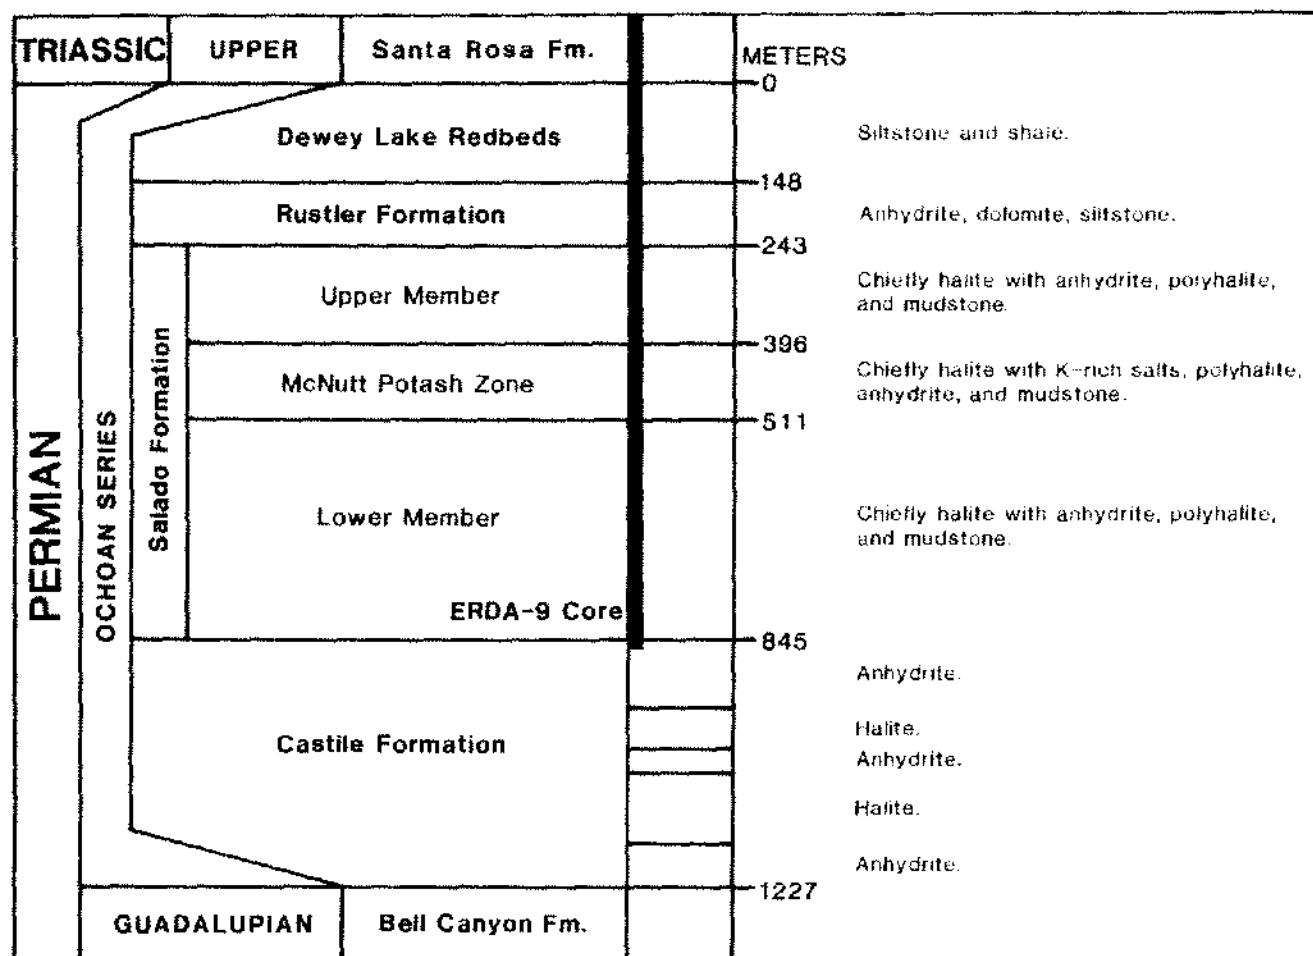 TRIASSIC
UPPER
Santa Rosa Fm.
METERS
0
Dewey Lake Redbeds
Siltstone and shale.
148
Rustler Formation
Anhydrite, dolomite, siltstone.
243
Upper Member
Chiefly halite with anhydrite, polyhalite,
and mudstone.
396
McNutt Potash Zone
Chiefly halite with K-rich salts, polyhalite,
anhydrite, and mudstone.
511
PERMIAN
OCHOAN SERIES
Salado Formation
Lower Member
Chiefly halite with anhydrite, polyhalite,
and mudstone.
ERDA-9 Core
845
Anhydrite.
Halite.
Castile Formation
Anhydrite.
Halite.
Anhydrite.
1227
GUADALUPIAN
Bell Canyon Fm.